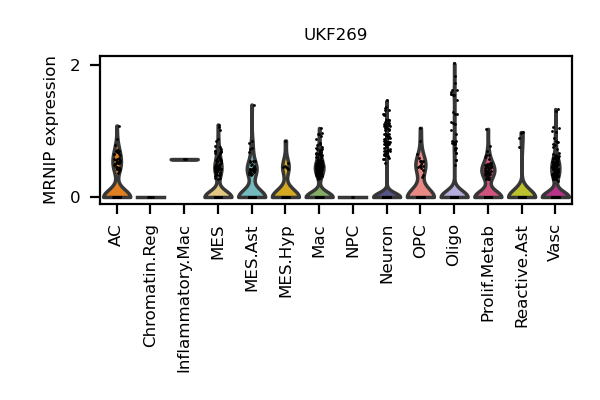 UKF269
MRNIP expression
2
0
AC
Chromatin.Reg
Inflammatory.Mac
MES
MES.Ast
MES.Hyp
Mac
NPC
Neuron
OPC
Oligo
Prolif.Metab
Reactive.Ast
Vasc